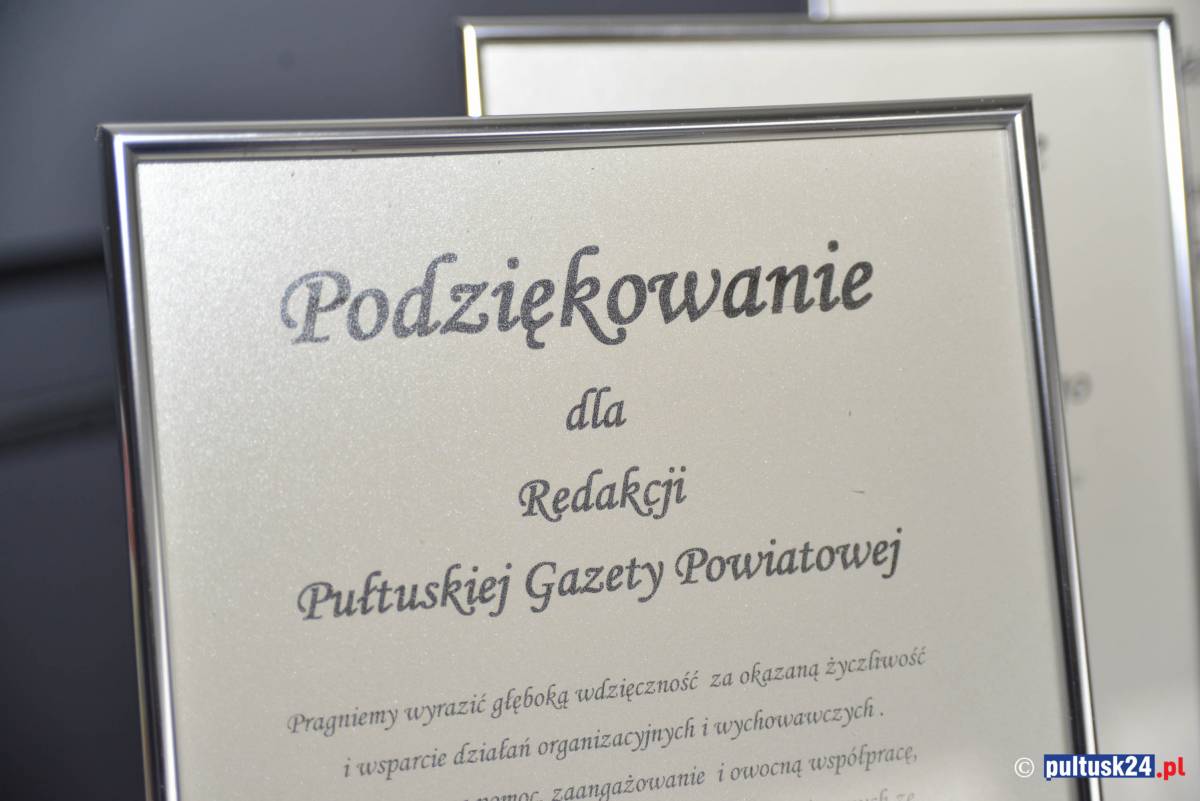 Podziękowanie
dla
Redakcji
Pułtuskiej Gazety Powiatowej
Pragniemy wyrazić głęboką wdzięczność za okazaną życzliwość
i wsparcie działań organizacyjnych i wychowawczych .
pomoc, zaangażowanie i owocną współpracę,
© pultusk24.pl